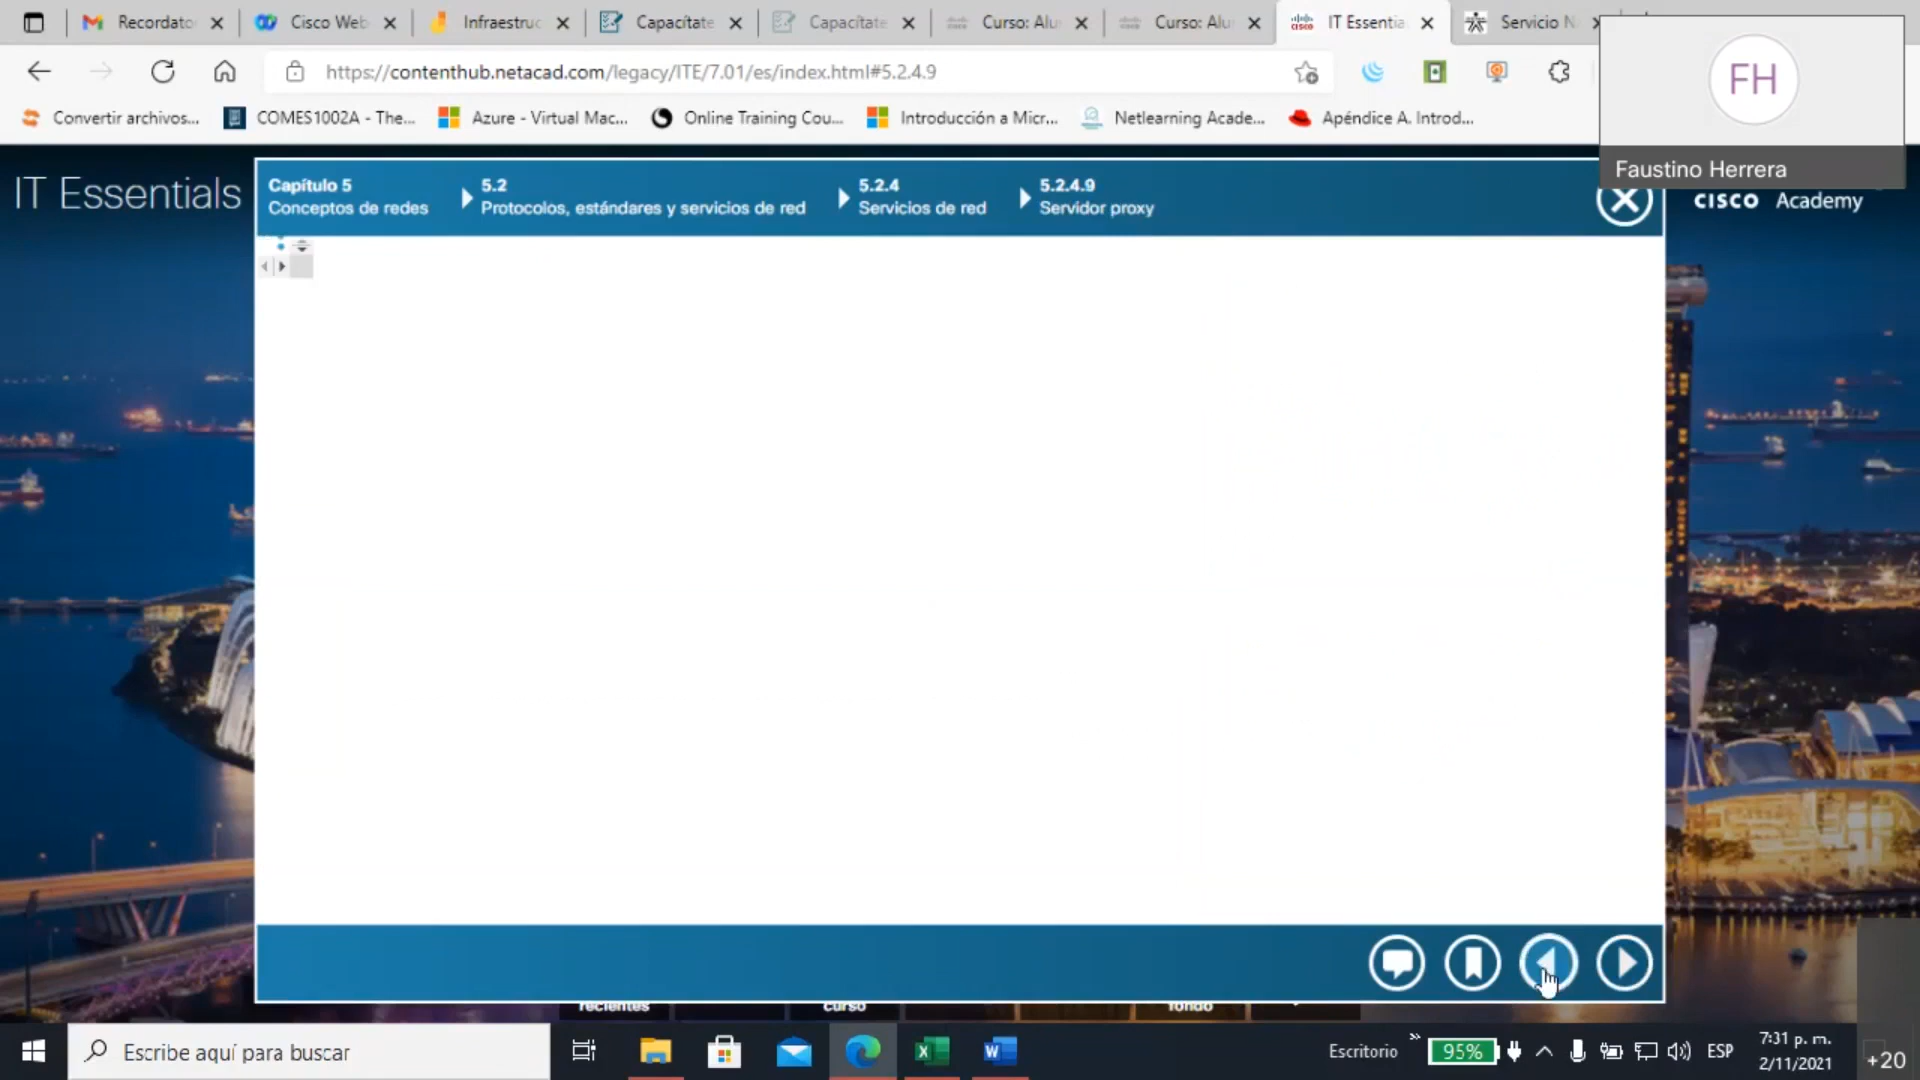 Recordato
Cisco Web
Infraestruc
Capacítate
Capacítate
Curso: Alu
Curso: Alu
IT Essentia
Servicio N
https://contenthub.netacad.com/legacy/ITE/7.01/es/index.html#5.2.4.9
Convertir archivos...
COMES1002A - The...
Azure - Virtual Mac...
Online Training Cou...
Introducción a Micr...
Netlearning Acade...
Apéndice A. Introd...
FH
Faustino Herrera
IT Essentials
Capítulo 5
Conceptos de redes
5.2
Protocolos, estándares y servicios de red
5.2.4
Servicios de red
5.2.4.9
Servidor proxy
CISCO Academy
recientes
curso
fondo
Escribe aquí para buscar
Escritorio
95%
ESP
7:31 p. m.
2/11/2021
+20